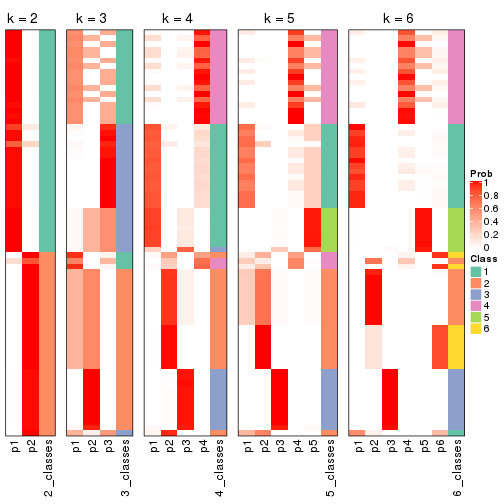 k = 2
k = 3
k = 4
k = 5
k = 6
p1
p2
2_classes
p1
p2
p3
3_classes
p1
p2
p3
p4
4_classes
p1
p2
p3
p4
p5
5_classes
p1
p2
p3
p4
p5
p6
6_classes
Prob
1
0.8
0.6
0.4
0.2
0
Class
1
2
3
4
5
6